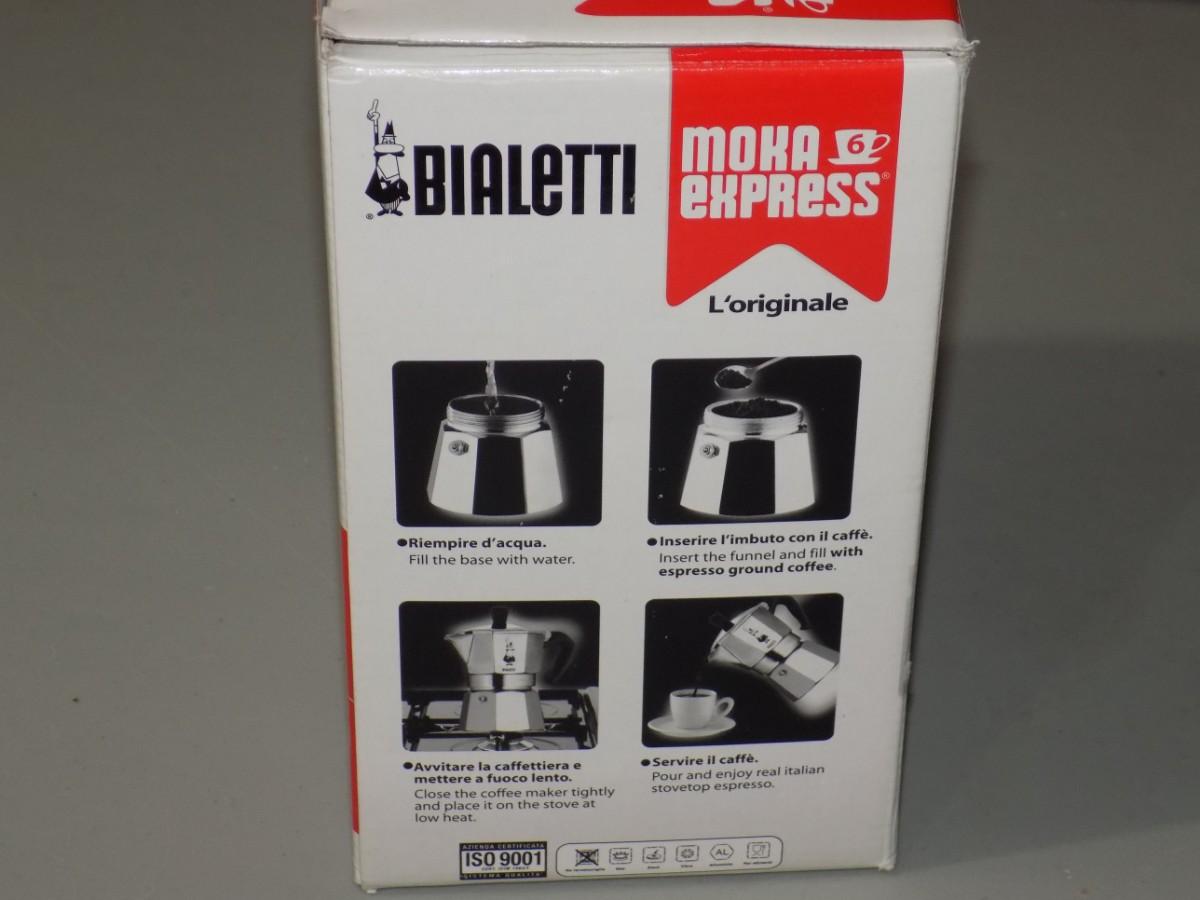 BIALETTI
MOKA 6
EXPRESS®
L'originale
●Riempire d'acqua.
Fill the base with water.
●Inserire l'imbuto con il caffè.
Insert the funnel and fill with
espresso ground coffee.
●Avvitare la caffettiera e
mettere a fuoco lento.
Close the coffee maker tightly
and place it on the stove at
low heat.
●Servire il caffè.
Pour and enjoy real italian
stovetop espresso.
AZIENDA CERTIFICATA
ISO 9001
SISTEMA QUALITA'
AL